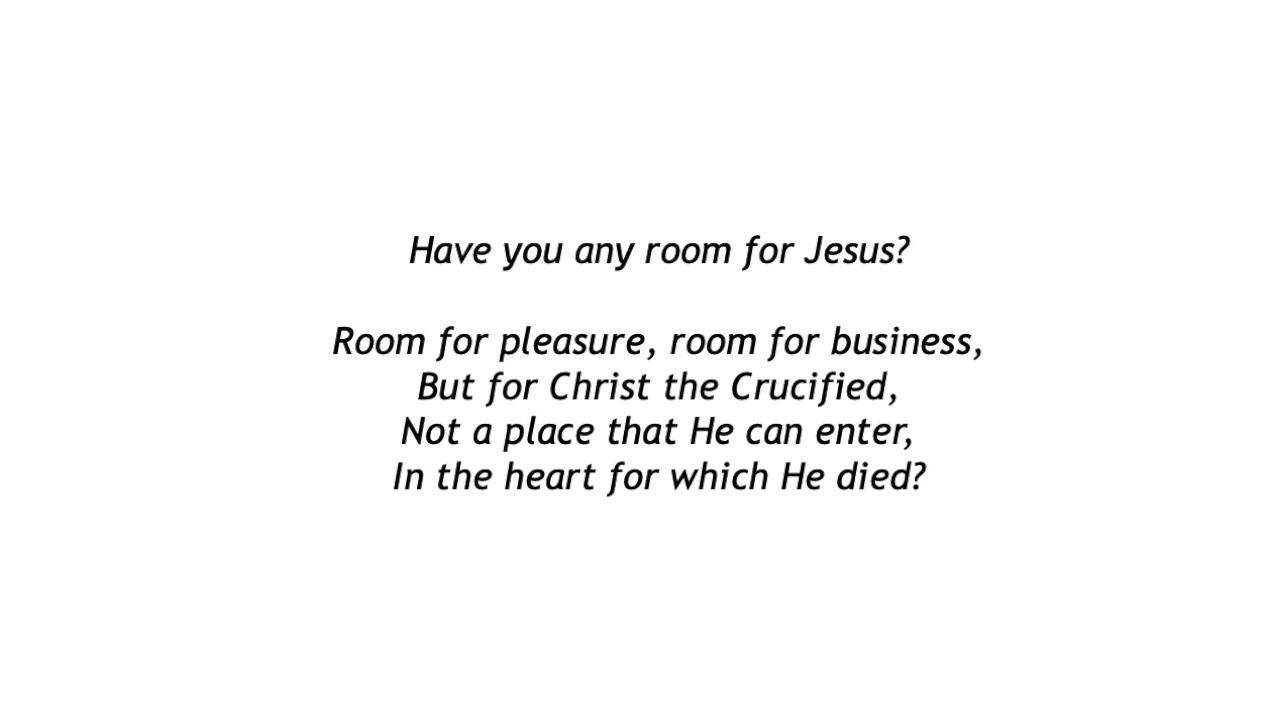 Have you any room for Jesus?
Room for pleasure, room for business,
But for Christ the Crucified,
Not a place that He can enter,
In the heart for which He died?